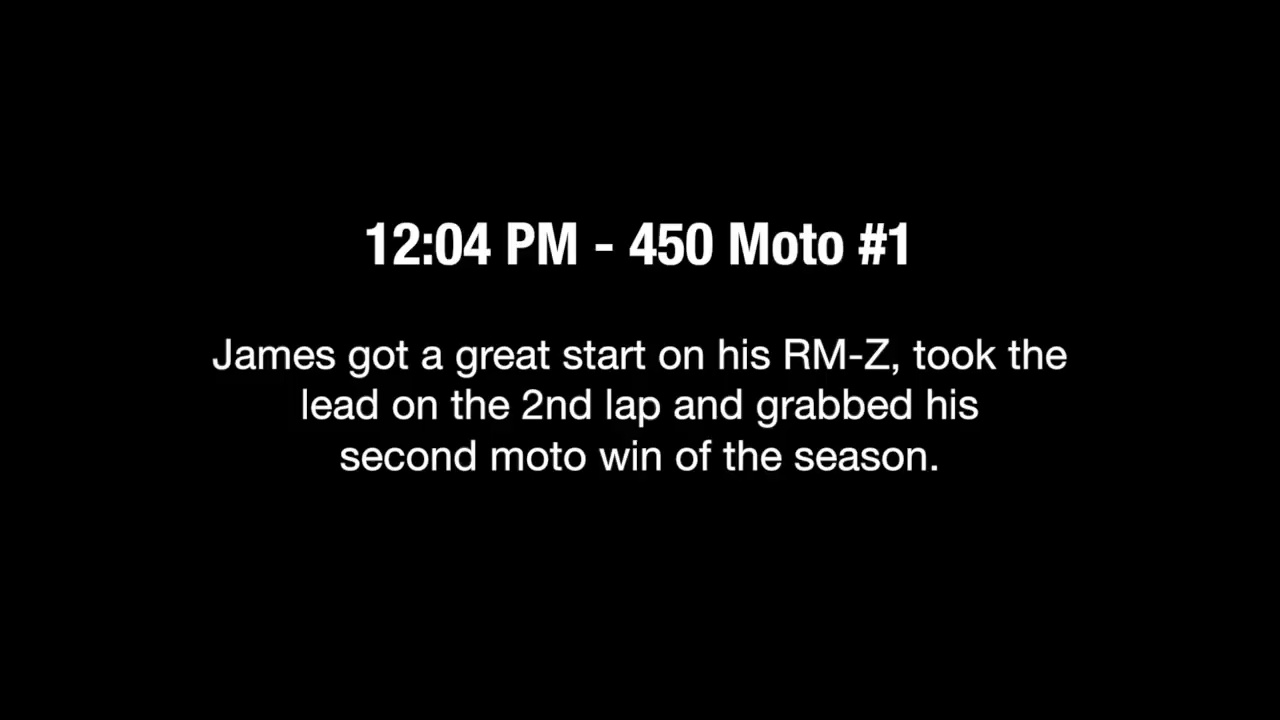 12:04 PM - 450 Moto #1
James got a great start on his RM-Z, took the
lead on the 2nd lap and grabbed his
second moto win of the season.